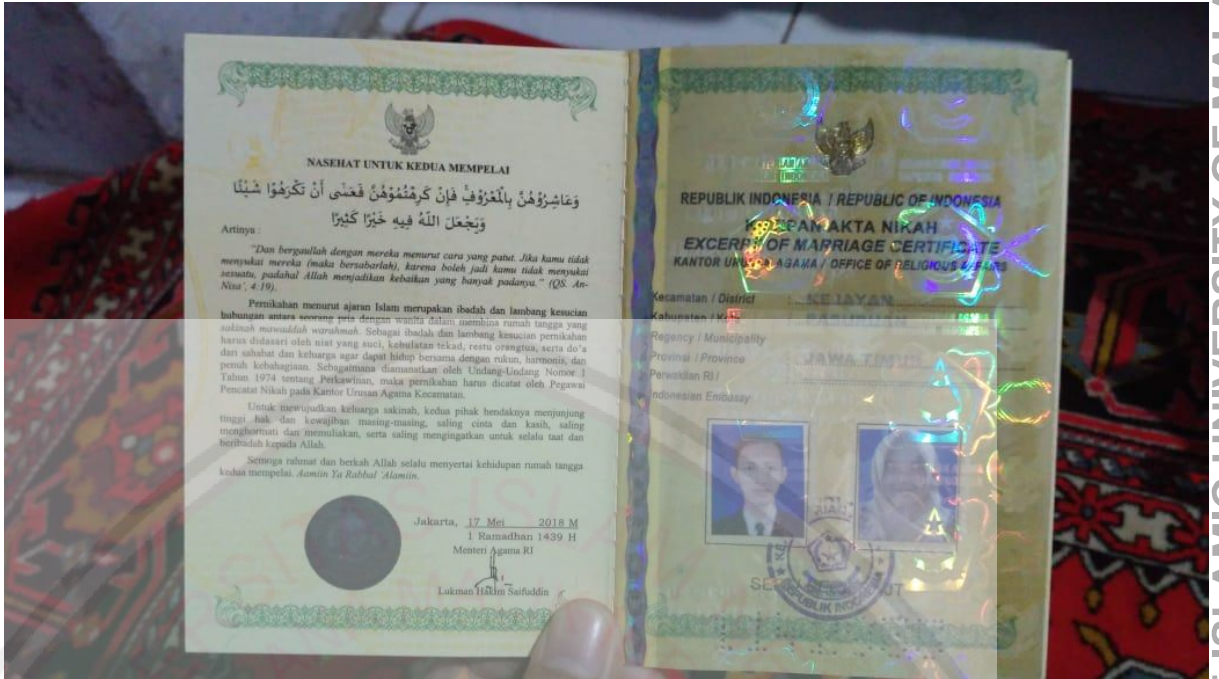 NASEHAT UNTUK KEDUA MEMPELAI
وَعَاشِرُوْهُنَّ بِالْمَعْرُوْفِۚ فَاِنْ كَرِهْتُمُوْهُنَّ فَعَسٰٓى أَنْ تَكْرَهُوْا شَيْئًا
وَيَجْعَلَ اللّٰهُ فِيْهِ خَيْرًا كَثِيْرًا
Artinya :
"Dan bergaullah dengan mereka menurut cara yang patut. Jika kamu tidak
menyukai mereka (maka bersabarlah), karena boleh jadi kamu tidak menyukai
sesuatu, padahal Allah menjadikan kebaikan yang banyak padanya." (QS. An-
Nisa', 4:19).
Pernikahan menurut ajaran Islam merupakan ibadah dan lambang kesucian
hubungan antara seorang pria dengan wanita dalam membina rumah tangga yang
sakinah mawaddah warahmah. Sebagai ibadah dan lambang kesucian pernikahan
harus didasari oleh niat yang suci, kebulatan tekad, restu orangtua, serta do'a
dari sahabat dan keluarga agar dapat hidup bersama dengan rukun, harmonis, dan
penuh kebahagiaan. Sebagaimana diamanatkan oleh Undang-Undang Nomor 1
Tahun 1974 tentang Perkawinan, maka pernikahan harus dicatat oleh Pegawai
Pencatat Nikah pada Kantor Urusan Agama Kecamatan.
Untuk mewujudkan keluarga sakinah, kedua pihak hendaknya menjunjung
tinggi hak dan kewajiban masing-masing, saling cinta dan kasih, saling
menghormati dan memuliakan, serta saling mengingatkan untuk selalu taat dan
beribadah kepada Allah.
Semoga rahmat dan berkah Allah selalu menyertai kehidupan rumah tangga
kedua mempelai. Aamiin Ya Rabbal 'Alamiin.
Jakarta, 17 Mei 2018 M
1 Ramadhan 1439 H
Menteri Agama RI
Lukman Hakim Saifuddin
REPUBLIK INDONESIA / REPUBLIC OF INDONESIA
AKTA NIKAH
EXCERPT OF MARRIAGE CERTIFICATE
KANTOR URUSAN AGAMA / OFFICE OF RELIGIOUS AFFAIRS
Kecamatan / District : KEJAYAN
Kabupaten / : PASURUAN
Regency / Municipality
Provinsi / Province JAWA TIMUR
Perwakilan RI /
Indonesian Embassy
REPUBLIK INDONESIA